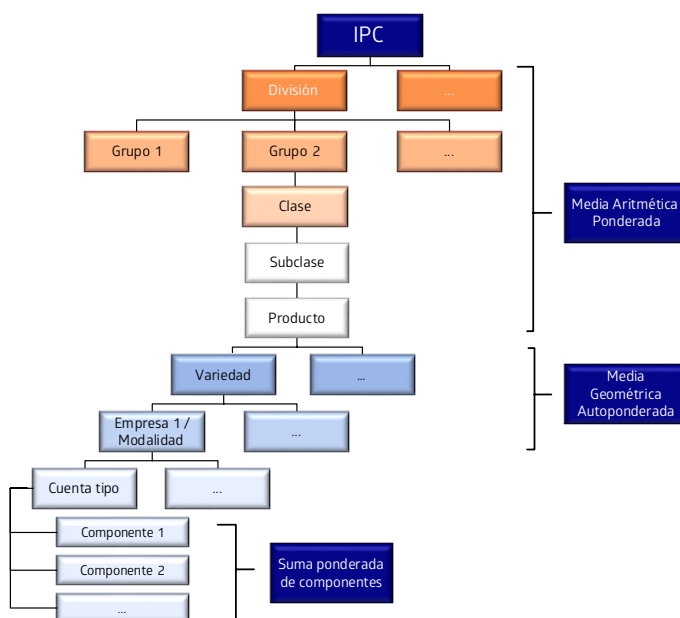 IPC
División
...
Grupo 1
Grupo 2
...
Clase
Media Aritmética
Ponderada
Subclase
Producto
Variedad
...
Media
Geométrica
Autoponderada
Empresa 1 /
Modalidad
...
Cuenta tipo
...
Componente 1
Componente 2
Suma ponderada
de componentes
...